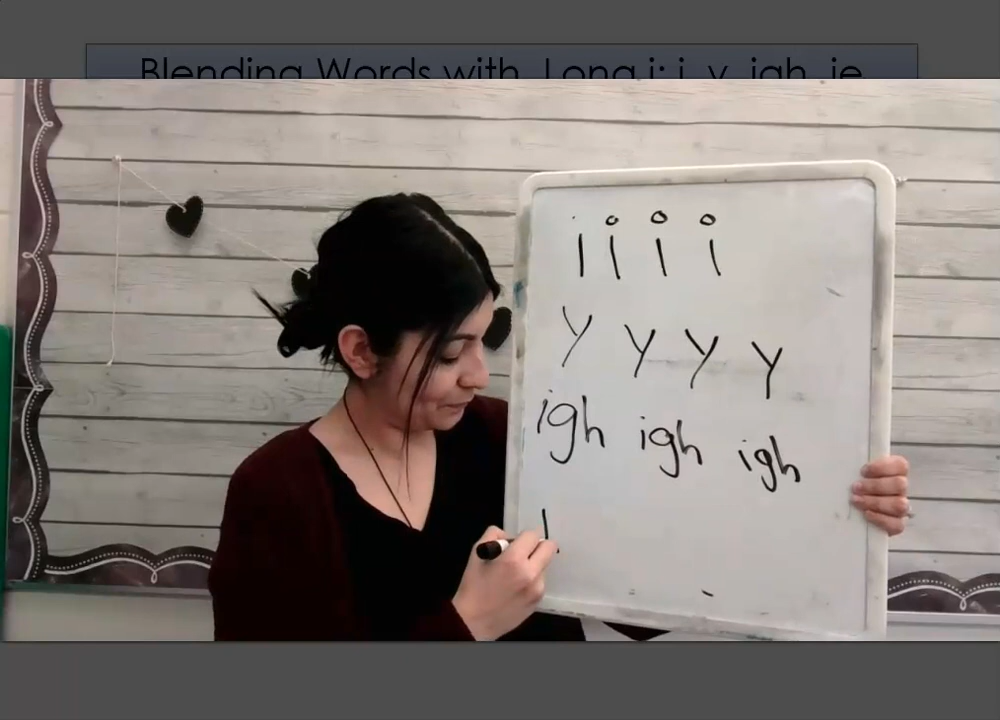 Blending Words with Long i: i, y, igh, ie
i i i i
y y y y
igh igh igh